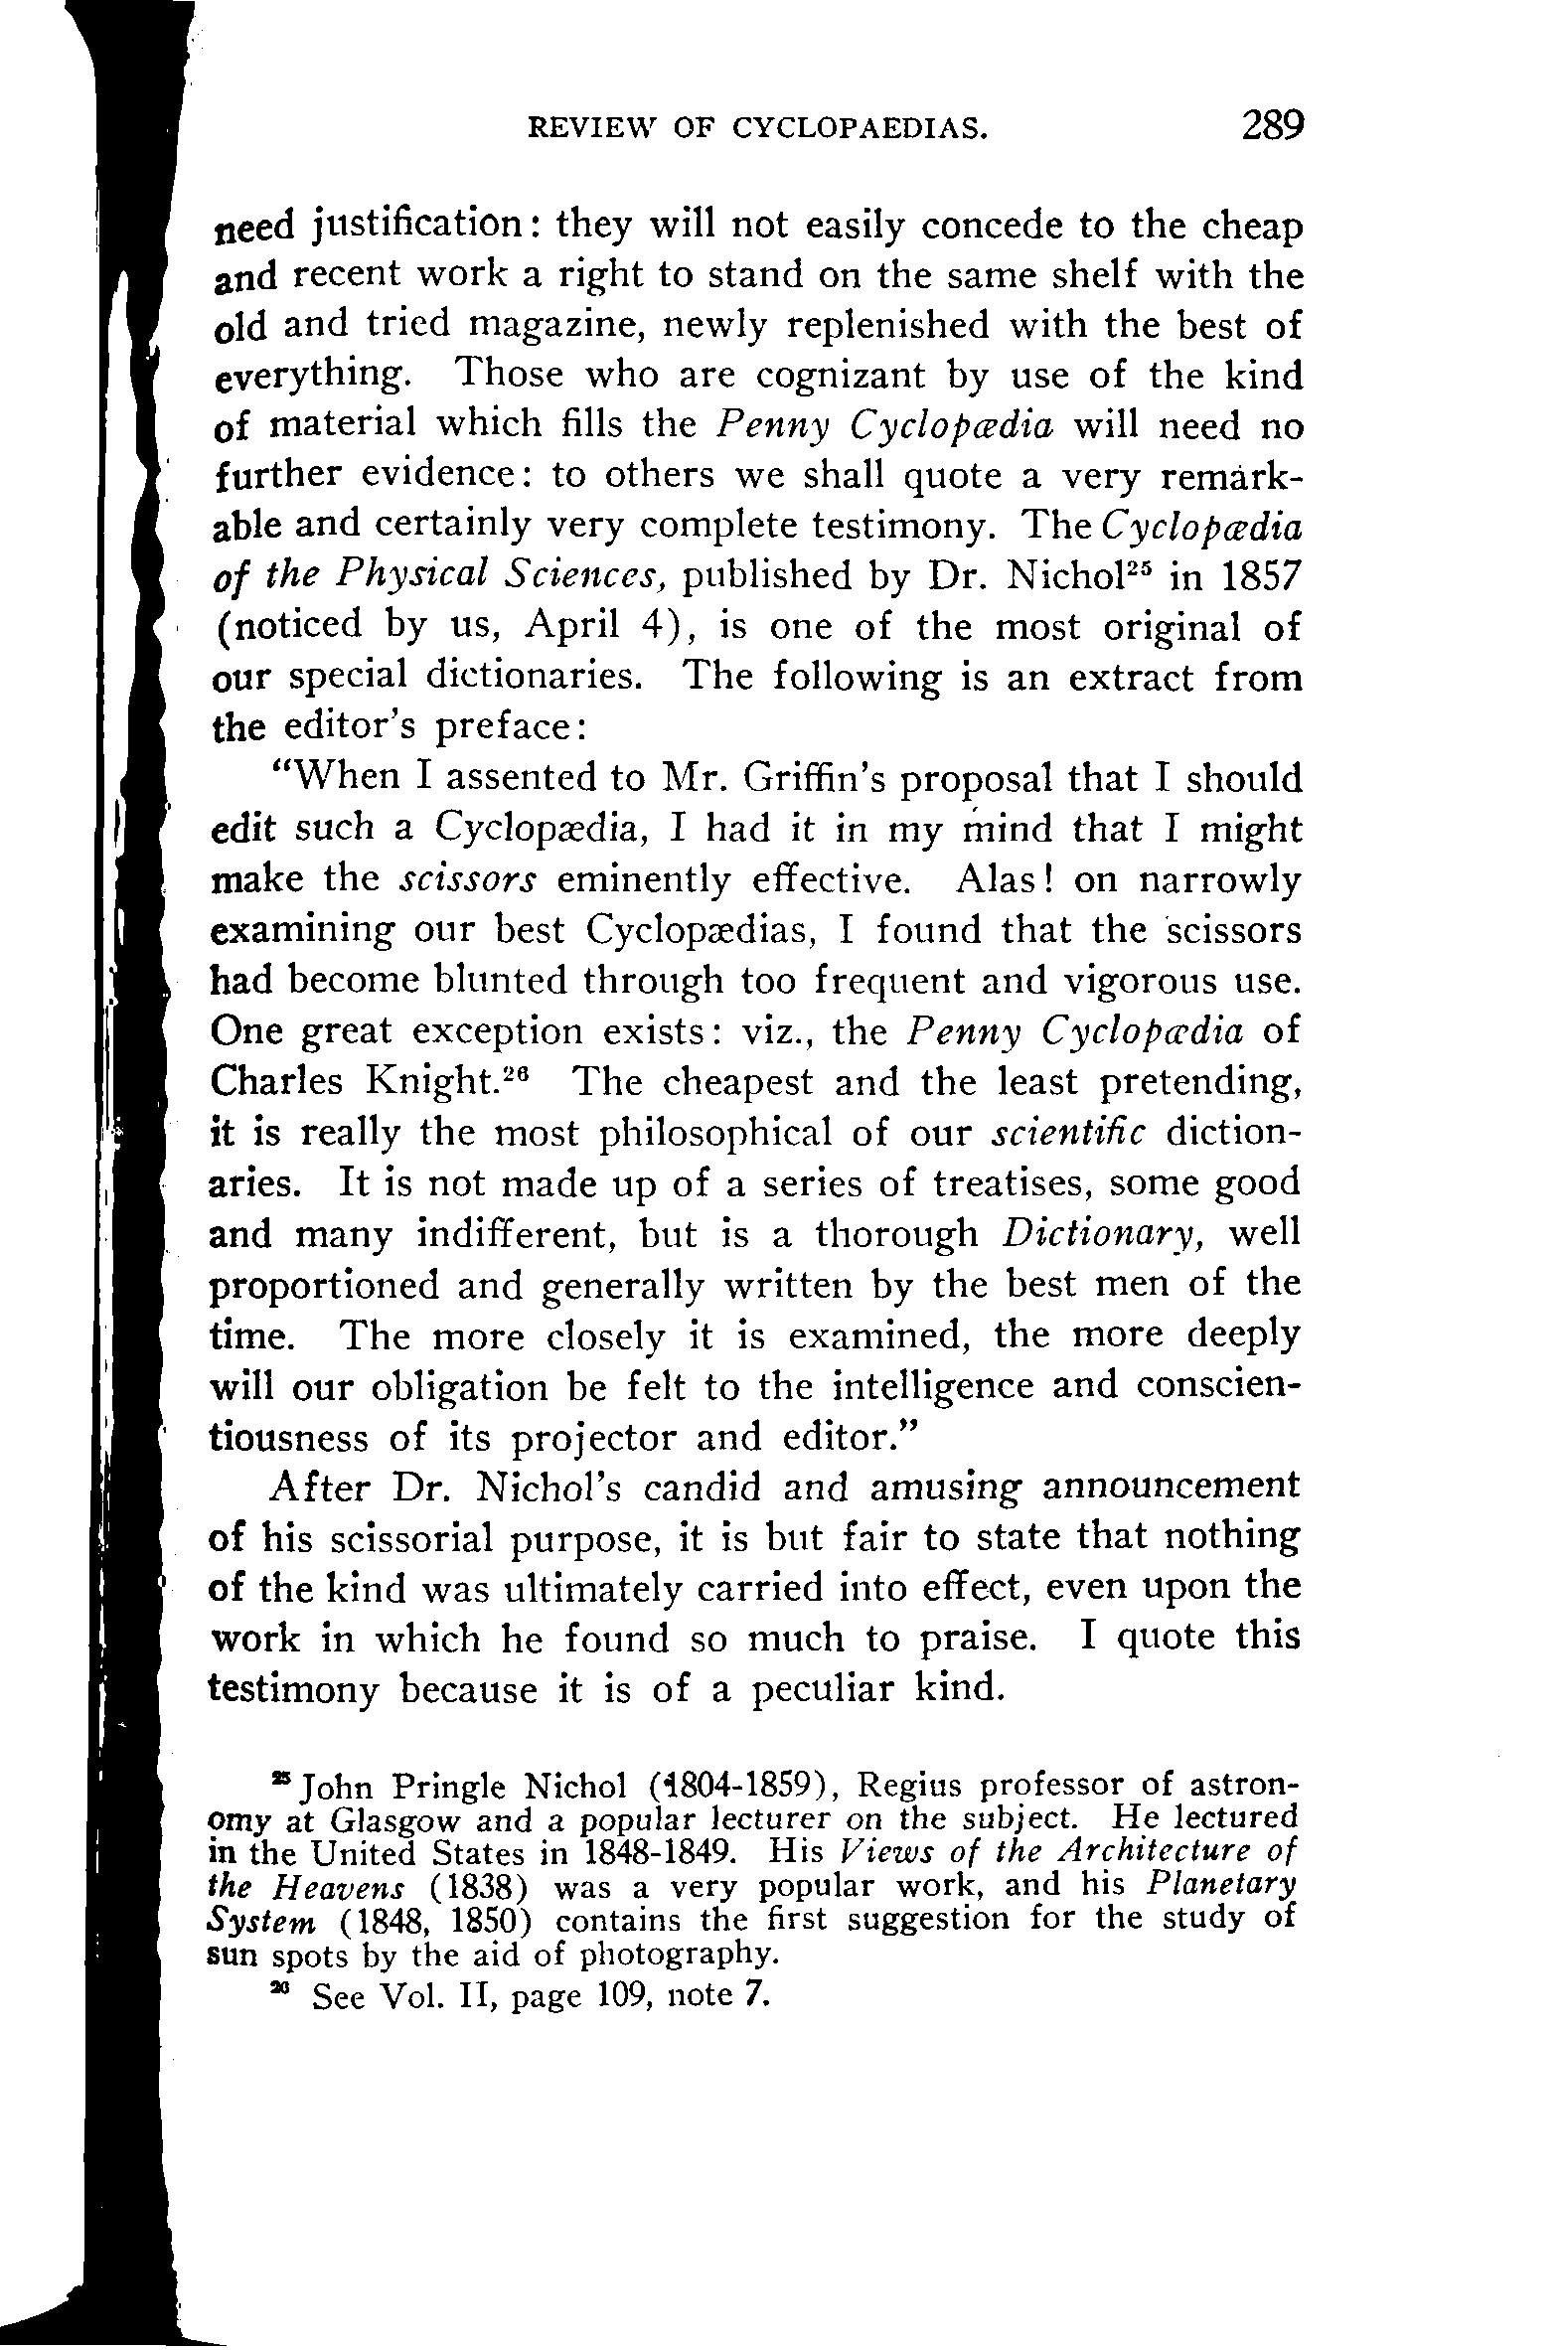 REVIEW OF CYCLOPAEDIAS. 289
need justification: they will not easily concede to the cheap
and recent work a right to stand on the same shelf with the
old and tried magazine, newly replenished with the best of
everything. Those who are cognizant by use of the kind
of material which fills the Penny Cyclopædia will need no
further evidence: to others we shall quote a very remark-
able and certainly very complete testimony. The Cyclopædia
of the Physical Sciences, published by Dr. Nichol²⁵ in 1857
(noticed by us, April 4), is one of the most original of
our special dictionaries. The following is an extract from
the editor's preface:
“When I assented to Mr. Griffin's proposal that I should
edit such a Cyclopædia, I had it in my mind that I might
make the scissors eminently effective. Alas! on narrowly
examining our best Cyclopædias, I found that the scissors
had become blunted through too frequent and vigorous use.
One great exception exists: viz., the Penny Cyclopædia of
Charles Knight.²⁶ The cheapest and the least pretending,
it is really the most philosophical of our scientific diction-
aries. It is not made up of a series of treatises, some good
and many indifferent, but is a thorough Dictionary, well
proportioned and generally written by the best men of the
time. The more closely it is examined, the more deeply
will our obligation be felt to the intelligence and conscien-
tiousness of its projector and editor.”
After Dr. Nichol's candid and amusing announcement
of his scissorial purpose, it is but fair to state that nothing
of the kind was ultimately carried into effect, even upon the
work in which he found so much to praise. I quote this
testimony because it is of a peculiar kind.
²⁵ John Pringle Nichol (1804-1859), Regius professor of astron-
omy at Glasgow and a popular lecturer on the subject. He lectured
in the United States in 1848-1849. His Views of the Architecture of
the Heavens (1838) was a very popular work, and his Planetary
System (1848, 1850) contains the first suggestion for the study of
sun spots by the aid of photography.
²⁶ See Vol. II, page 109, note 7.